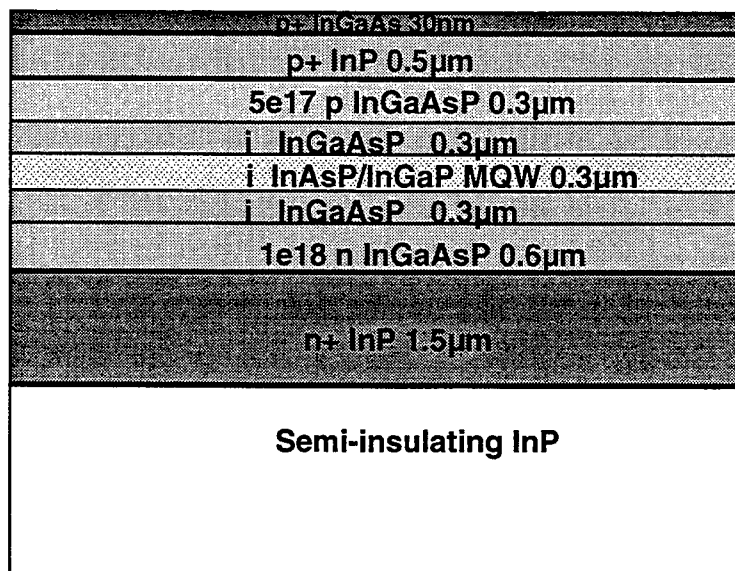 p+ InGaAs 30nm
p+ InP 0.5μm
5e17 p InGaAsP 0.3μm
i InGaAsP 0.3μm
i InAsP/InGaP MQW 0.3μm
i InGaAsP 0.3μm
1e18 n InGaAsP 0.6μm
n+ InP 1.5μm
Semi-insulating InP